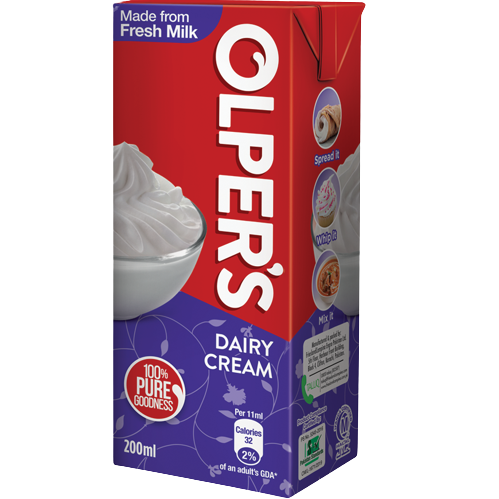 Made from
Fresh Milk
OLPER'S
DAIRY
CREAM
100%
PURE
GOODNESS
200ml
Per 11ml
Calories
32
2%
of an adult's GDA*
Spread it
Whip it
Mix it